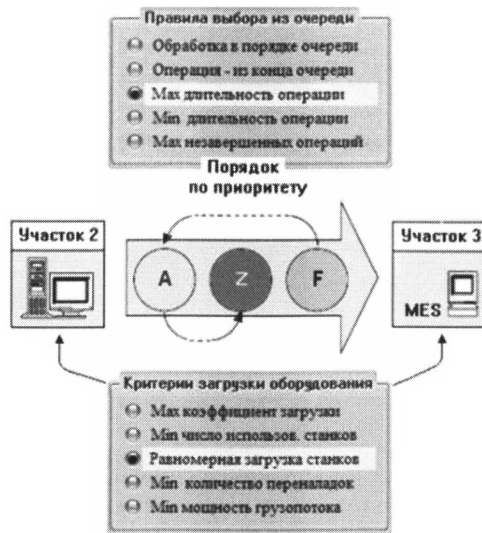 Правила выбора из очереди
Обработка в порядке очереди
Операция - из конца очереди
Max длительность операции
Min длительность операции
Max незавершенных операций
Порядок
по приоритету
Участок 2
A
Z
F
Участок 3
MES
Критерии загрузки оборудования
Max коэффициент загрузки
Min число использов. станков
Равномерная загрузка станков
Min количество переналадок
Min мощность грузопотока